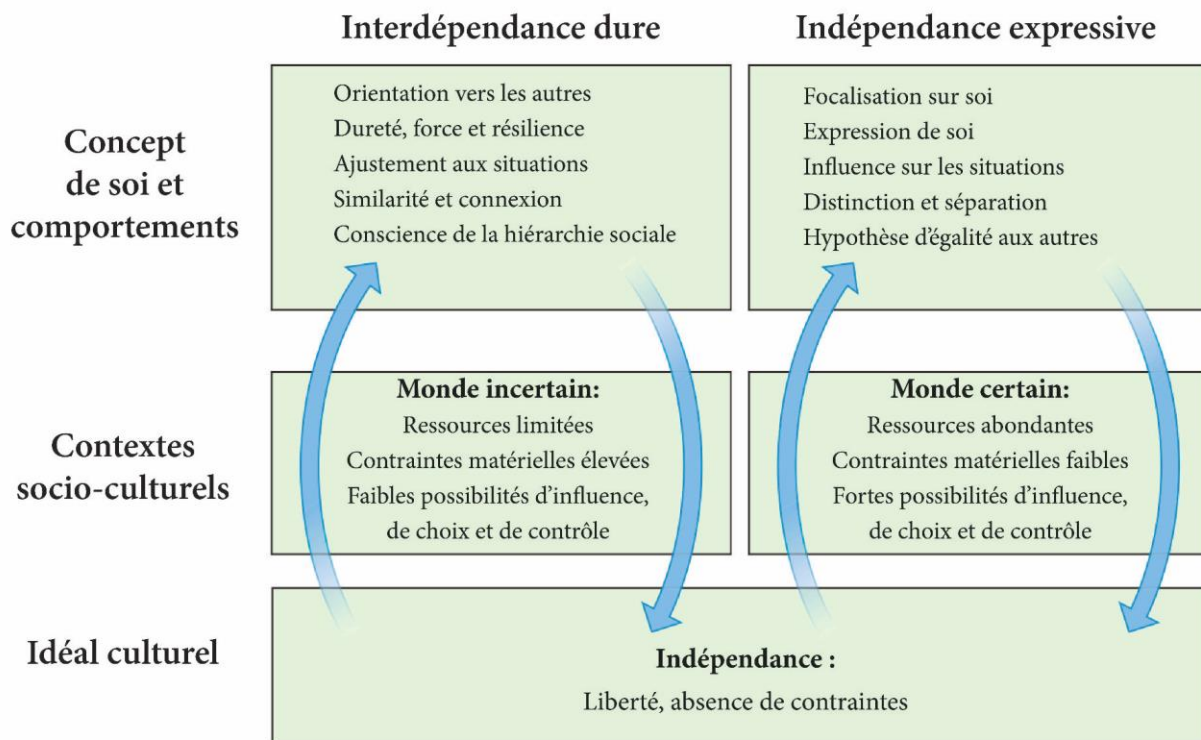 Interdépendance dure
Indépendance expressive
Concept
de soi et
comportements
Orientation vers les autres
Dureté, force et résilience
Ajustement aux situations
Similarité et connexion
Conscience de la hiérarchie sociale
Focalisation sur soi
Expression de soi
Influence sur les situations
Distinction et séparation
Hypothèse d'égalité aux autres
Contextes
socio-culturels
Monde incertain:
Ressources limitées
Contraintes matérielles élevées
Faibles possibilités d'influence,
de choix et de contrôle
Monde certain:
Ressources abondantes
Contraintes matérielles faibles
Fortes possibilités d'influence,
de choix et de contrôle
Idéal culturel
Indépendance :
Liberté, absence de contraintes